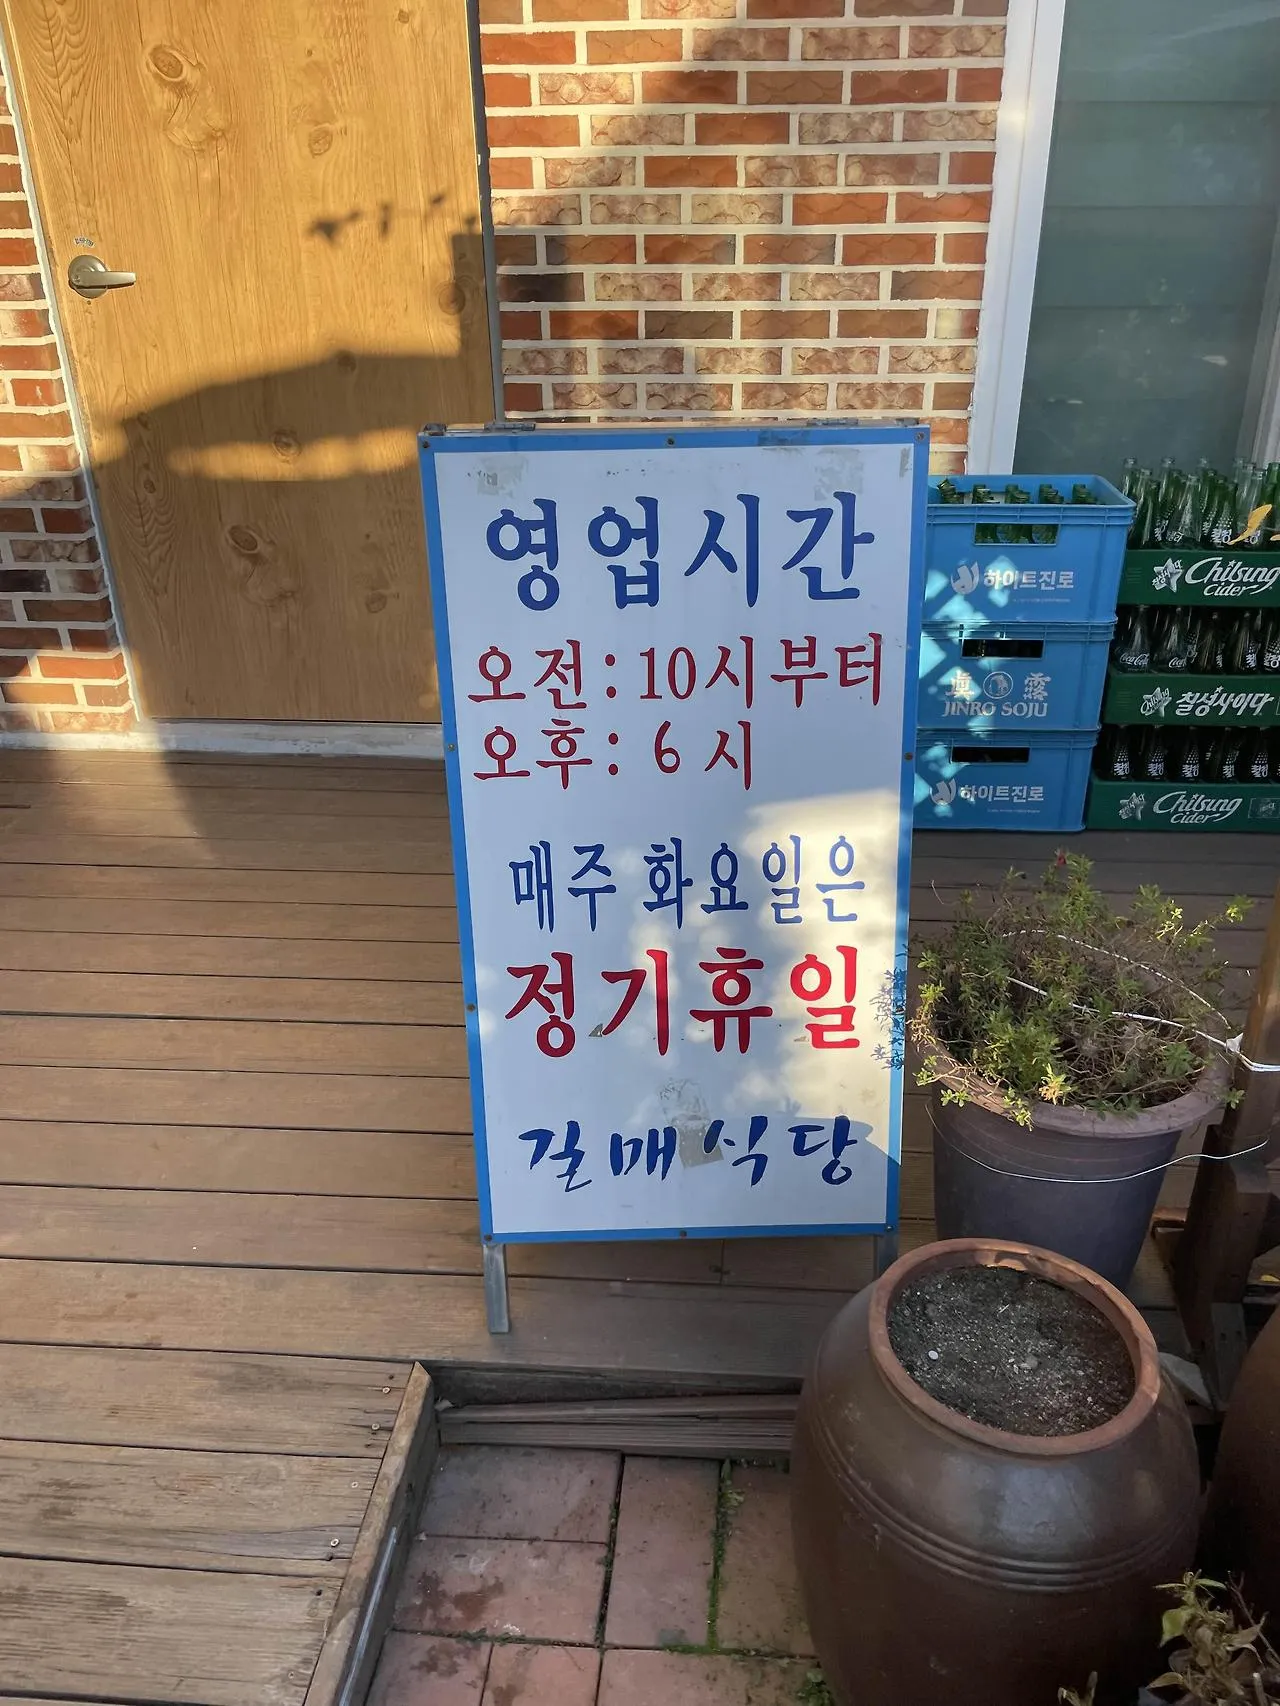 영업시간
오전: 10시부터
오후: 6시
매주 화요일은
정기휴일
길매식당
하이트진로
眞 露
JINRO SOJU
하이트진로
Chilsung
Cider
칠성사이다
Chilsung
Cider